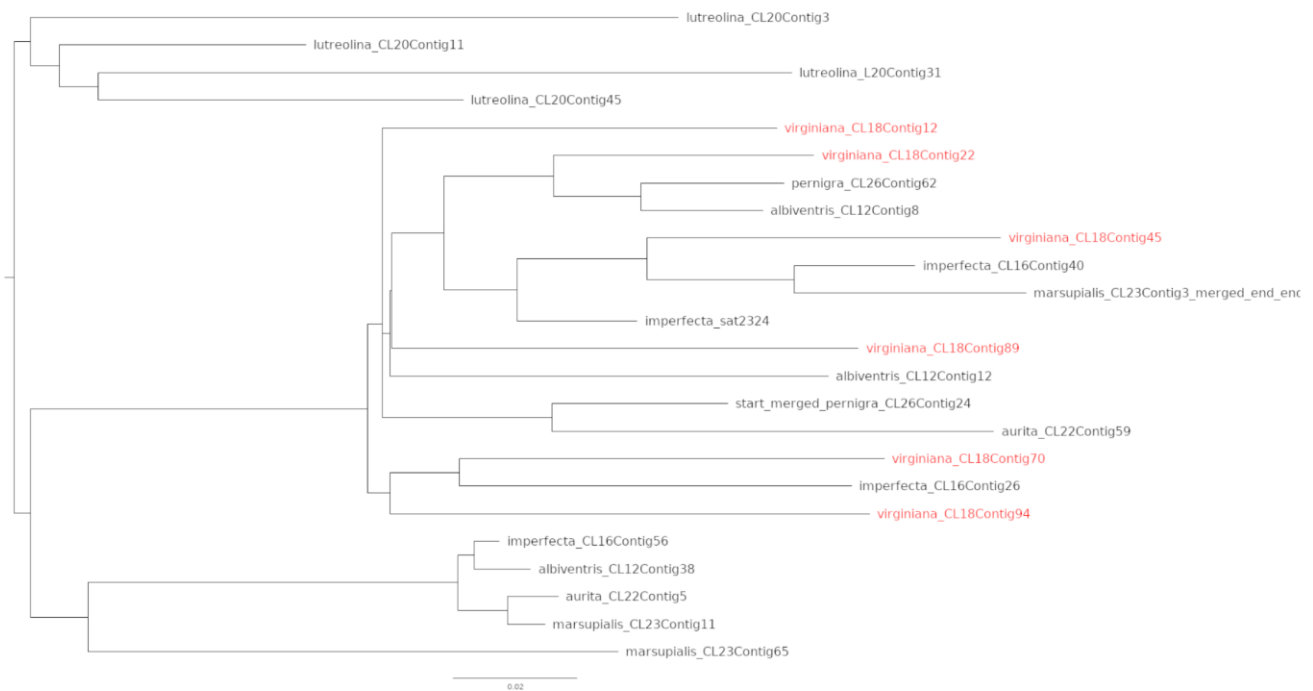 lutreolina_CL20Contig3
lutreolina_CL20Contig11
lutreolina_L20Contig31
lutreolina_CL20Contig45
virginiana_CL18Contig12
virginiana_CL18Contig22
pernigra_CL26Contig62
albiventris_CL12Contig8
virginiana_CL18Contig45
imperfecta_CL16Contig40
marsupialis_CL23Contig3_merged_end_enc
imperfecta_sat2324
virginiana_CL18Contig89
albiventris_CL12Contig12
start_merged_pernigra_CL26Contig24
aurita_CL22Contig59
virginiana_CL18Contig70
imperfecta_CL16Contig26
virginiana_CL18Contig94
imperfecta_CL16Contig56
albiventris_CL12Contig38
aurita_CL22Contig5
marsupialis_CL23Contig11
marsupialis_CL23Contig65
0.02